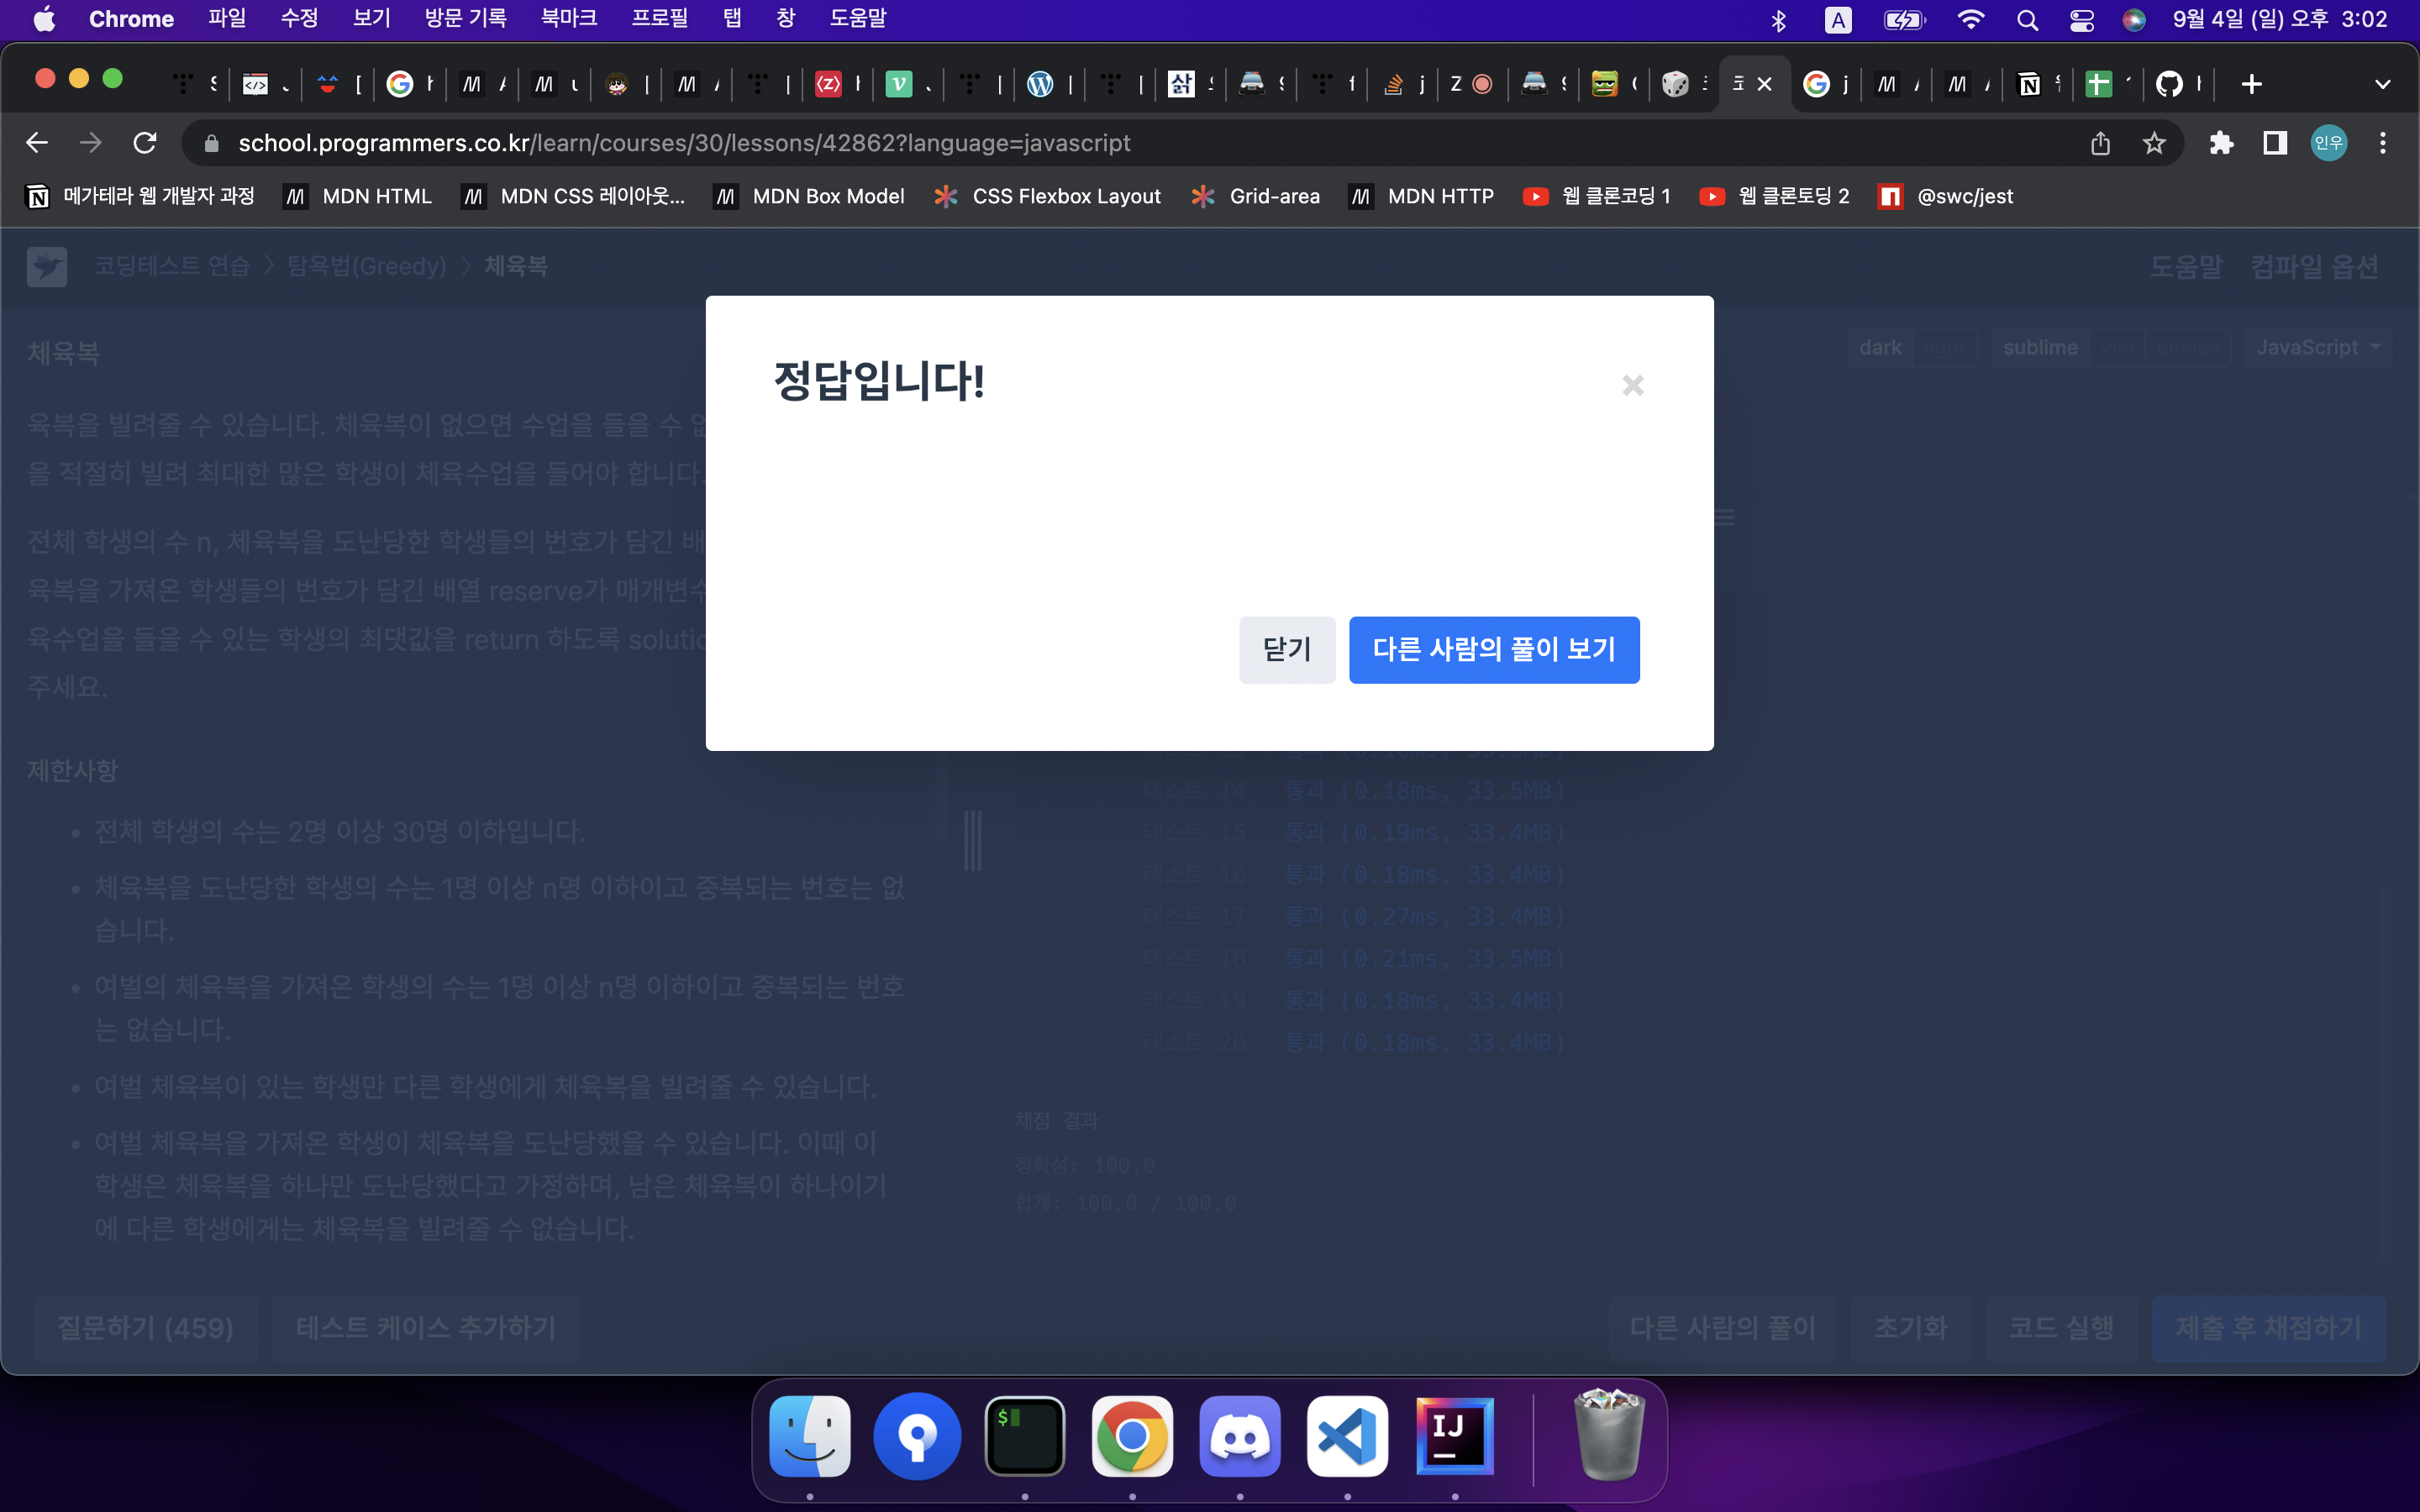 Chrome 파일 수정 보기 방문 기록 북마크 프로필 탭 창 도움말 A 9월 4일 (일) 오후 3:02
school.programmers.co.kr/learn/courses/30/lessons/42862?language=javascript 인우
메가테라 웹 개발자 과정 MDN HTML MDN CSS 레이아웃... MDN Box Model CSS Flexbox Layout Grid-area MDN HTTP 웹 클론코딩 1 웹 클론토딩 2 @swc/jest
코딩테스트 연습 탐욕법(Greedy) 체육복 도움말 컴파일 옵션
체육복 dark light sublime vim emacs JavaScript
정답입니다!
닫기 다른 사람의 풀이 보기
육복을 빌려줄 수 있습니다. 체육복이 없으면 수업을 들을 수 없
을 적절히 빌려 최대한 많은 학생이 체육수업을 들어야 합니다.
전체 학생의 수 n, 체육복을 도난당한 학생들의 번호가 담긴 배
육복을 가져온 학생들의 번호가 담긴 배열 reserve가 매개변수
육수업을 들을 수 있는 학생의 최댓값을 return 하도록 solutio
주세요.
제한사항
전체 학생의 수는 2명 이상 30명 이하입니다.
체육복을 도난당한 학생의 수는 1명 이상 n명 이하이고 중복되는 번호는 없
습니다.
여벌의 체육복을 가져온 학생의 수는 1명 이상 n명 이하이고 중복되는 번호
는 없습니다.
여벌 체육복이 있는 학생만 다른 학생에게 체육복을 빌려줄 수 있습니다.
여벌 체육복을 가져온 학생이 체육복을 도난당했을 수 있습니다. 이때 이
학생은 체육복을 하나만 도난당했다고 가정하며, 남은 체육복이 하나이기
에 다른 학생에게는 체육복을 빌려줄 수 없습니다.
테스트 14 통과 (0.18ms, 33.5MB)
테스트 15 통과 (0.19ms, 33.4MB)
테스트 16 통과 (0.18ms, 33.4MB)
테스트 17 통과 (0.27ms, 33.4MB)
테스트 18 통과 (0.21ms, 33.5MB)
테스트 19 통과 (0.18ms, 33.4MB)
테스트 20 통과 (0.18ms, 33.4MB)
채점 결과
정확성: 100.0
합계: 100.0 / 100.0
질문하기 (459) 테스트 케이스 추가하기 다른 사람의 풀이 초기화 코드 실행 제출 후 채점하기
$ IJ